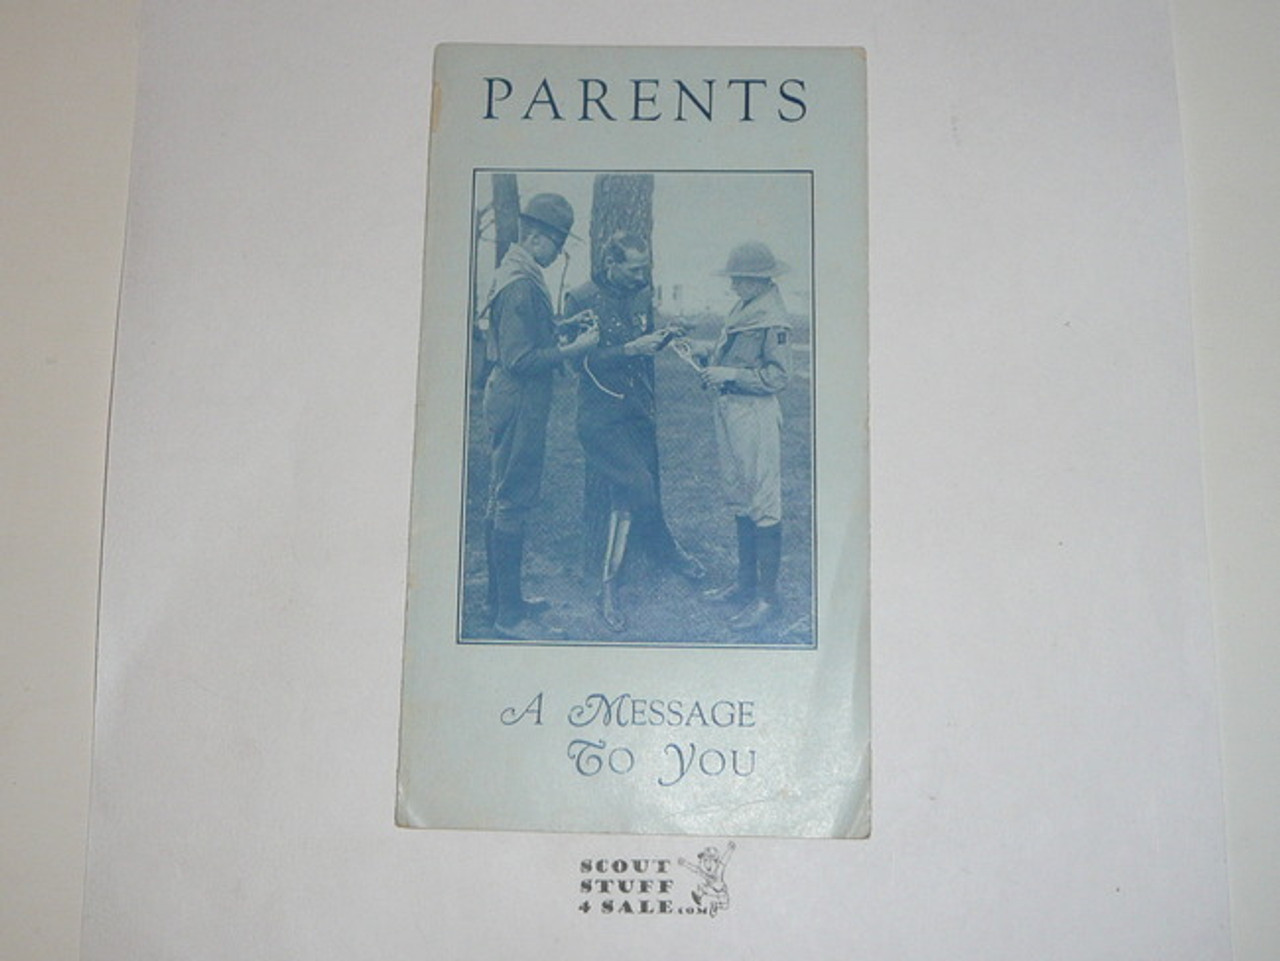 PARENTS
A MESSAGE
TO YOU
SCOUT
STUFF
4 SALE.COM